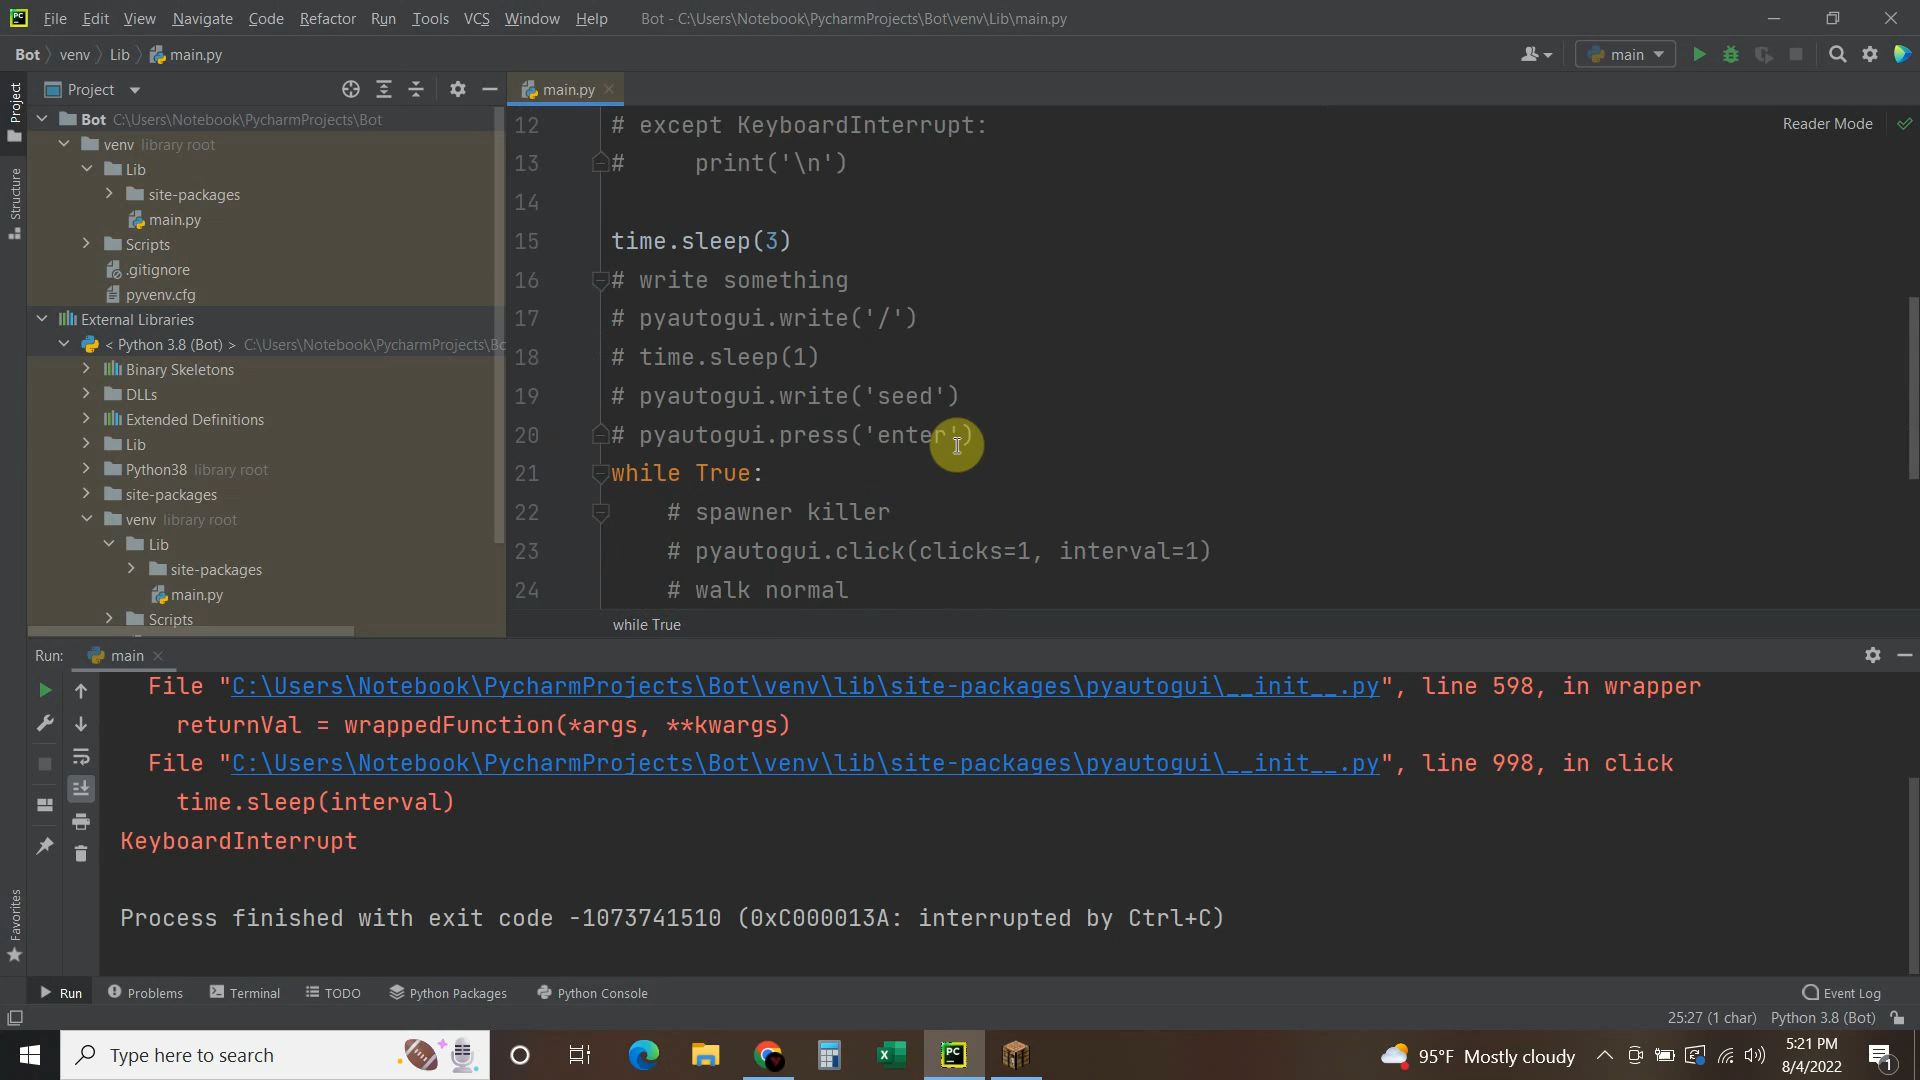 File Edit View Navigate Code Refactor Run Tools VCS Window Help Bot - C:\Users\Notebook\PycharmProjects\Bot\venv\Lib\main.py
Bot venv Lib main.py main
Project main.py
Project
Structure
Favorites
Bot C:\Users\Notebook\PycharmProjects\Bot
venv library root
Lib
site-packages
main.py
Scripts
.gitignore
pyvenv.cfg
External Libraries
< Python 3.8 (Bot) > C:\Users\Notebook\PycharmProjects\Bo
Binary Skeletons
DLLs
Extended Definitions
Lib
Python38 library root
site-packages
venv library root
Lib
site-packages
main.py
Scripts
Reader Mode
12 # except KeyboardInterrupt:
13 #     print('\n')
14
15 time.sleep(3)
16 # write something
17 # pyautogui.write('/')
18 # time.sleep(1)
19 # pyautogui.write('seed')
20 # pyautogui.press('enter')
21 while True:
22     # spawner killer
23     # pyautogui.click(clicks=1, interval=1)
24     # walk normal
while True
Run: main
File "C:\Users\Notebook\PycharmProjects\Bot\venv\lib\site-packages\pyautogui\__init__.py", line 598, in wrapper
returnVal = wrappedFunction(*args, **kwargs)
File "C:\Users\Notebook\PycharmProjects\Bot\venv\lib\site-packages\pyautogui\__init__.py", line 998, in click
time.sleep(interval)
KeyboardInterrupt
Process finished with exit code -1073741510 (0xC000013A: interrupted by Ctrl+C)
Run Problems Terminal TODO Python Packages Python Console Event Log
25:27 (1 char) Python 3.8 (Bot)
Type here to search 95°F Mostly cloudy 5:21 PM
8/4/2022 1